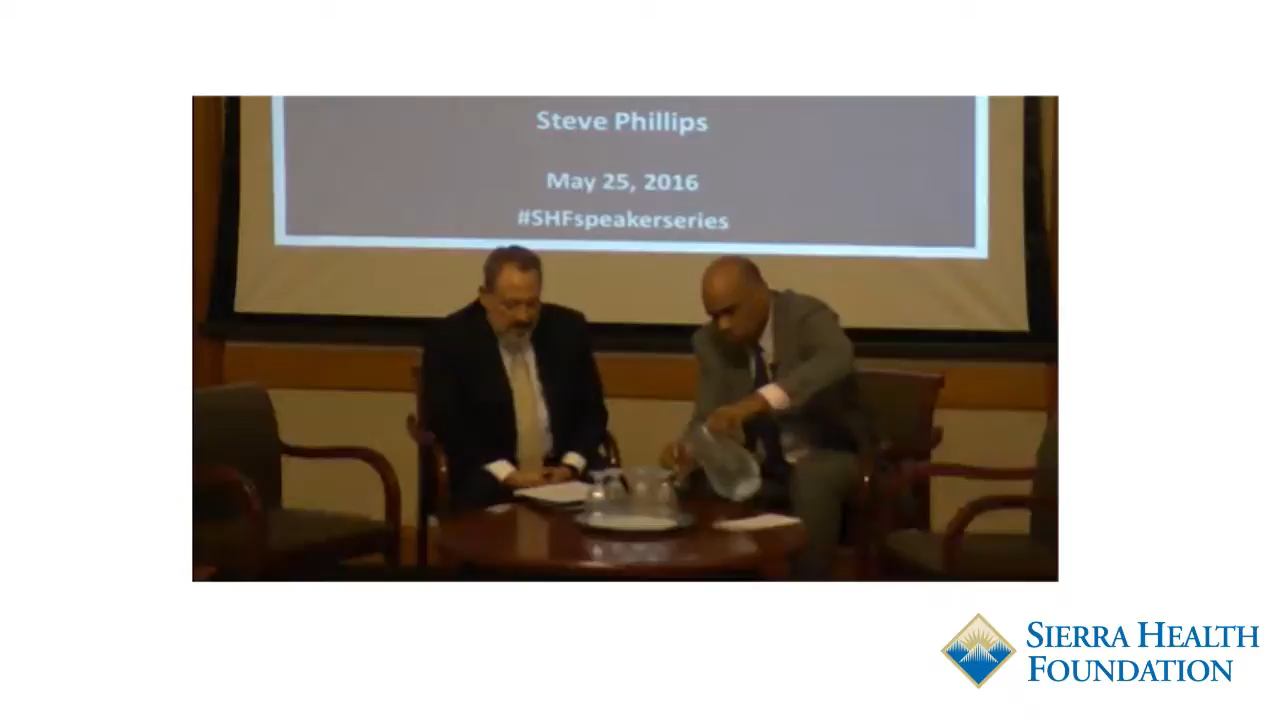 Steve Phillips
May 25, 2016
#SHFspeakerseries
SIERRA HEALTH
FOUNDATION